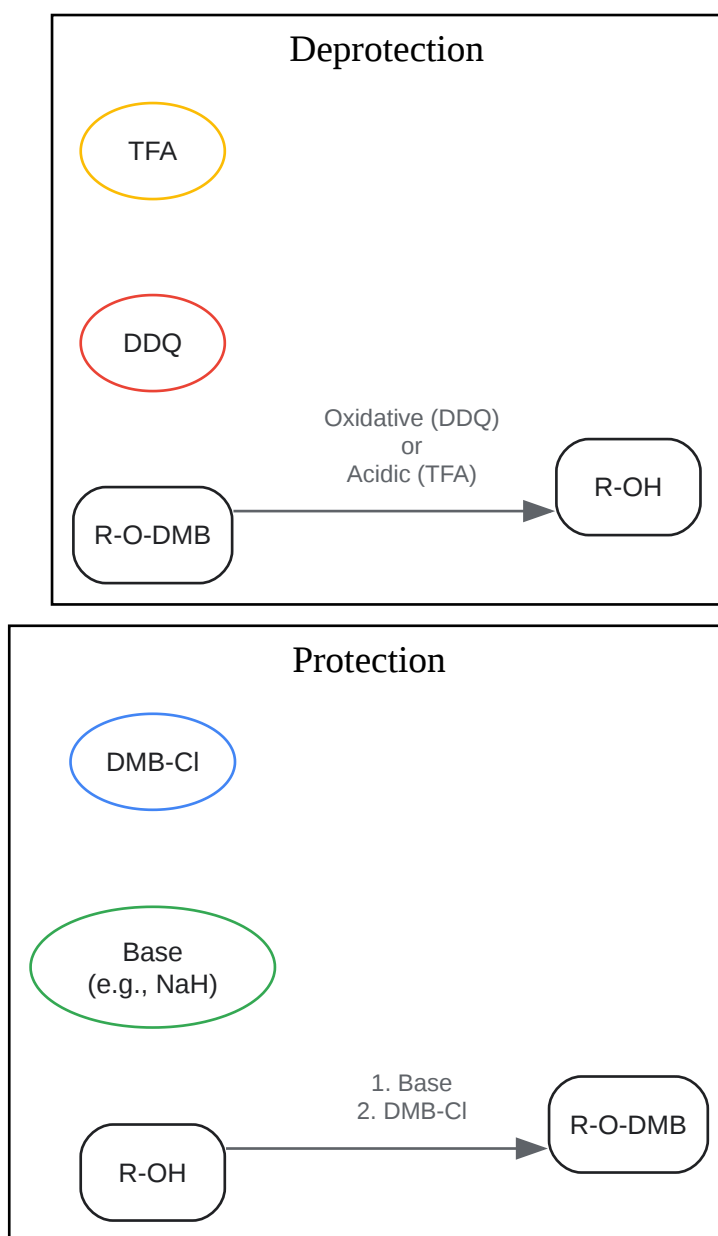 Deprotection
TFA
DDQ
Oxidative (DDQ)
or
Acidic (TFA)
R-O-DMB
R-OH
Protection
DMB-Cl
Base
(e.g., NaH)
1. Base
2. DMB-Cl
R-OH
R-O-DMB